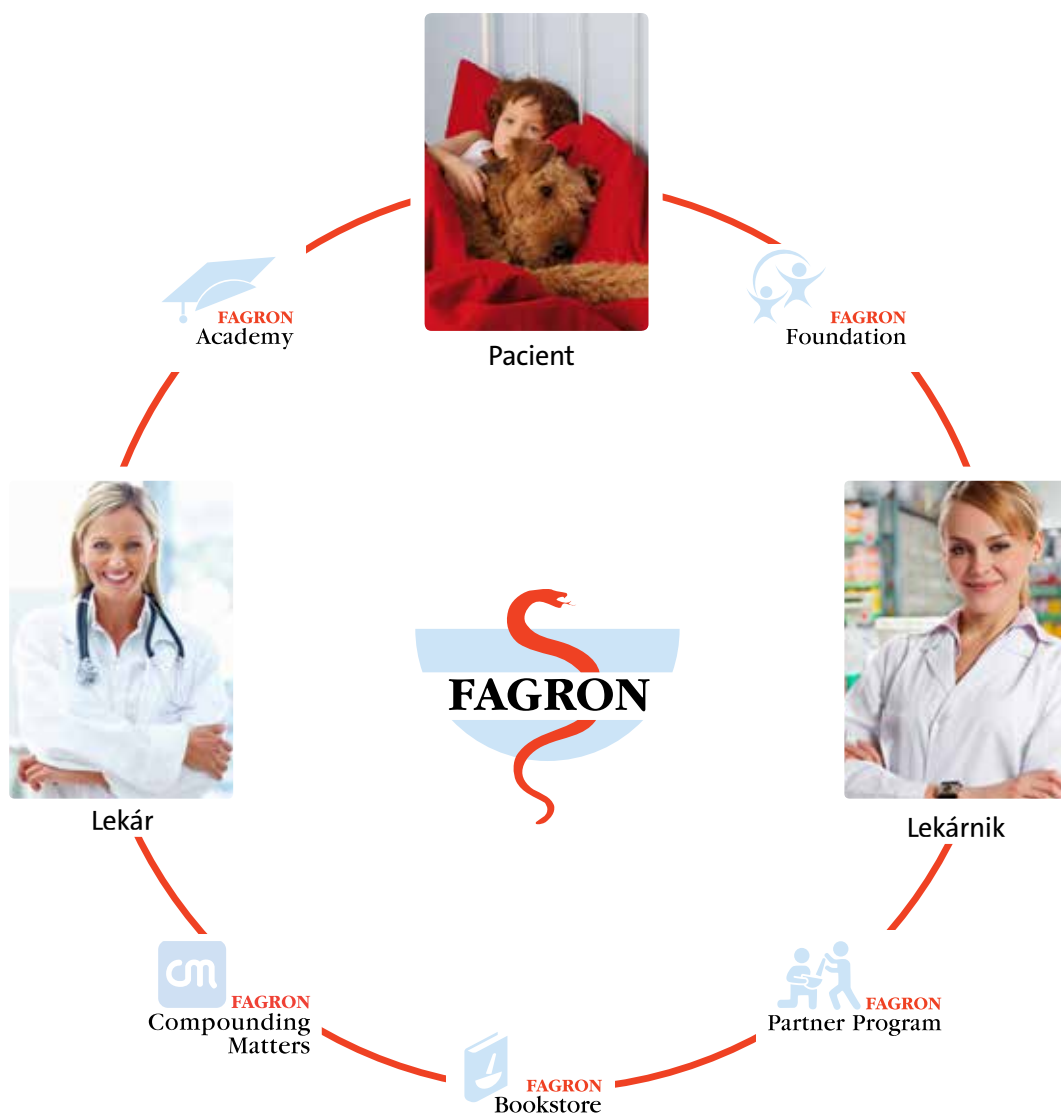 Pacient
FAGRON
Academy
FAGRON
Foundation
FAGRON
Lekár
Lekárnik
cm
FAGRON
Compounding
Matters
FAGRON
Partner Program
FAGRON
Bookstore